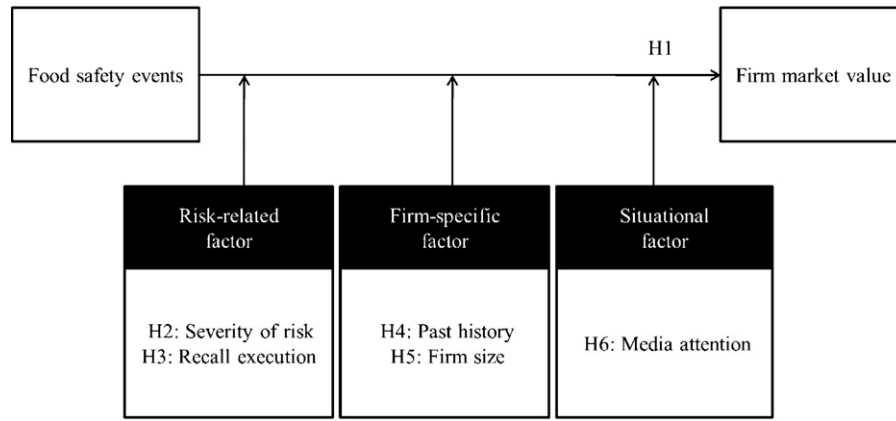 H1
Food safety events
Firm market value
Risk-related
factor
H2: Severity of risk
H3: Recall execution
Firm-specific
factor
H4: Past history
H5: Firm size
Situational
factor
H6: Media attention